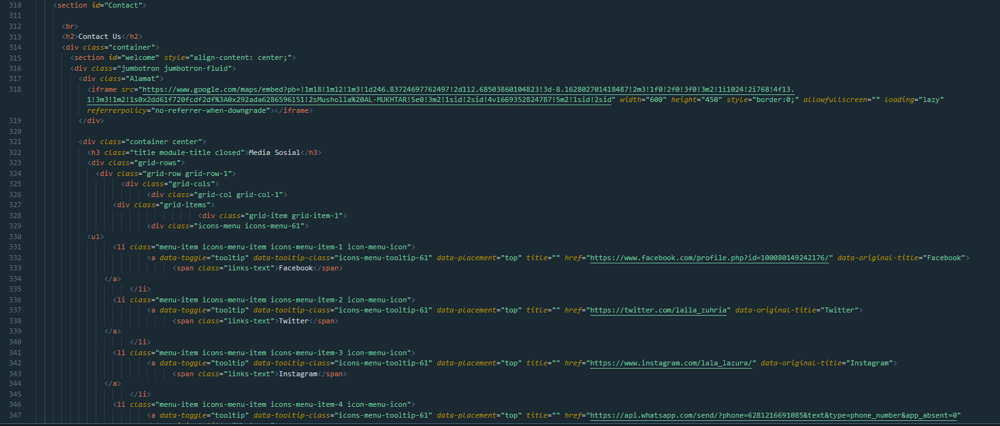 310 <section id="Contact">
311
312 <br>
313 <h2>Contact Us</h2>
314 <div class="container">
315 <section id="welcome" style="align-content: center;">
316 <div class="jumbotron jumbotron-fluid">
317 <div class="Alamat">
318 <iframe src="https://www.google.com/maps/embed?pb=!1m18!1m12!1m3!1d246.83724697762497!2d112.68503860104823!3d-8.162802701418487!2m3!1f0!2f0!3f0!3m2!1i1024!2i768!4f13.
1!3m3!1m2!1s0x2dd61f720fcdf2df%3A0x292ada6286596151!2sMusholla%20AL-MUKHTAR!5e0!3m2!1sid!2sid!4v1669352824787!5m2!1sid!2sid" width="600" height="450" style="border:0;" allowfullscreen="" loading="lazy"
referrerpolicy="no-referrer-when-downgrade"></iframe>
319 </div>
320
321 <div class="container center">
322 <h3 class="title module-title closed">Media Sosial</h3>
323 <div class="grid-rows">
324 <div class="grid-row grid-row-1">
325 <div class="grid-cols">
326 <div class="grid-col grid-col-1">
327 <div class="grid-items">
328 <div class="grid-item grid-item-1">
329 <div class="icons-menu icons-menu-61">
330 <ul>
331 <li class="menu-item icons-menu-item icons-menu-item-1 icon-menu-icon">
332 <a data-toggle="tooltip" data-tooltip-class="icons-menu-tooltip-61" data-placement="top" title="" href="https://www.facebook.com/profile.php?id=100080149242176/" data-original-title="Facebook">
333 <span class="links-text">Facebook</span>
334 </a>
335 </li>
336 <li class="menu-item icons-menu-item icons-menu-item-2 icon-menu-icon">
337 <a data-toggle="tooltip" data-tooltip-class="icons-menu-tooltip-61" data-placement="top" title="" href="https://twitter.com/laila_zuhria" data-original-title="Twitter">
338 <span class="links-text">Twitter</span>
339 </a>
340 </li>
341 <li class="menu-item icons-menu-item icons-menu-item-3 icon-menu-icon">
342 <a data-toggle="tooltip" data-tooltip-class="icons-menu-tooltip-61" data-placement="top" title="" href="https://www.instagram.com/lala_lazura/" data-original-title="Instagram">
343 <span class="links-text">Instagram</span>
344 </a>
345 </li>
346 <li class="menu-item icons-menu-item icons-menu-item-4 icon-menu-icon">
347 <a data-toggle="tooltip" data-tooltip-class="icons-menu-tooltip-61" data-placement="top" title="" href="https://api.whatsapp.com/send/?phone=6281216691085&text&type=phone_number&app_absent=0"